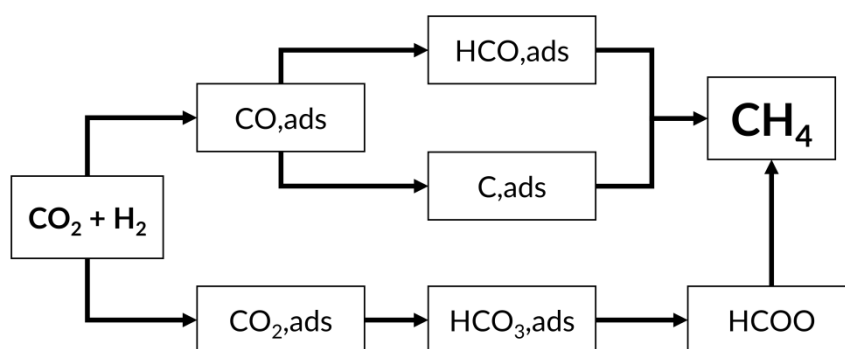 HCO,ads
CO,ads
CH₄
C,ads
CO₂ + H₂
CO₂,ads
HCO₃,ads
HCOO